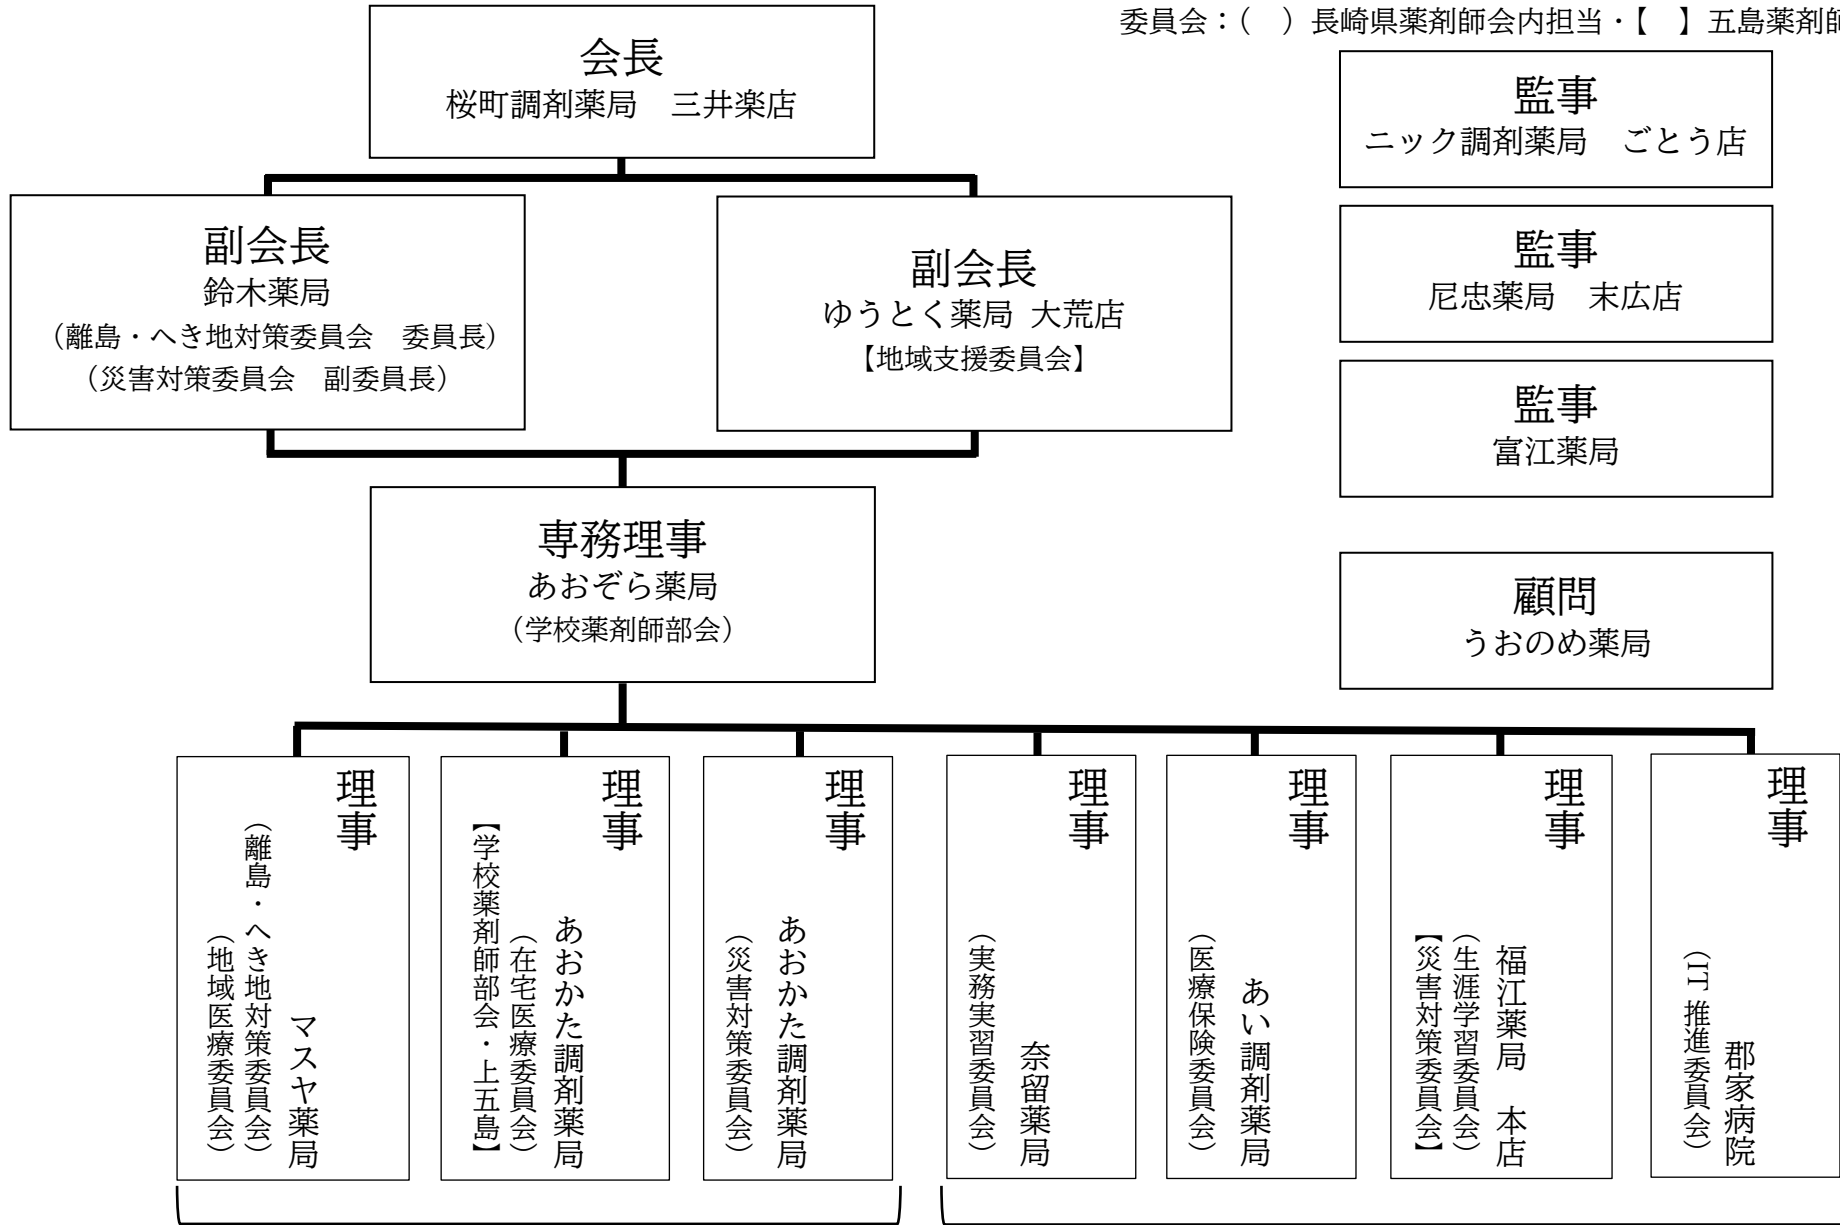 委員会：（　）長崎県薬剤師会内担当・【　】五島薬剤師
会長
桜町調剤薬局　三井楽店
副会長
鈴木薬局
（離島・へき地対策委員会　委員長）
（災害対策委員会　副委員長）
副会長
ゆうとく薬局 大荒店
【地域支援委員会】
専務理事
あおぞら薬局
（学校薬剤師部会）
監事
ニック調剤薬局　ごとう店
監事
尼忠薬局　末広店
監事
富江薬局
顧問
うおのめ薬局
理事
マスヤ薬局
（離島・へき地対策委員会）
（地域医療委員会）
理事
あおかた調剤薬局
（在宅医療委員会）
【学校薬剤師部会・上五島】
理事
あおかた調剤薬局
（災害対策委員会）
理事
奈留薬局
（実務実習委員会）
理事
あい調剤薬局
（医療保険委員会）
理事
福江薬局　本店
（生涯学習委員会）
【災害対策委員会】
理事
郡家病院
（IT 推進委員会）